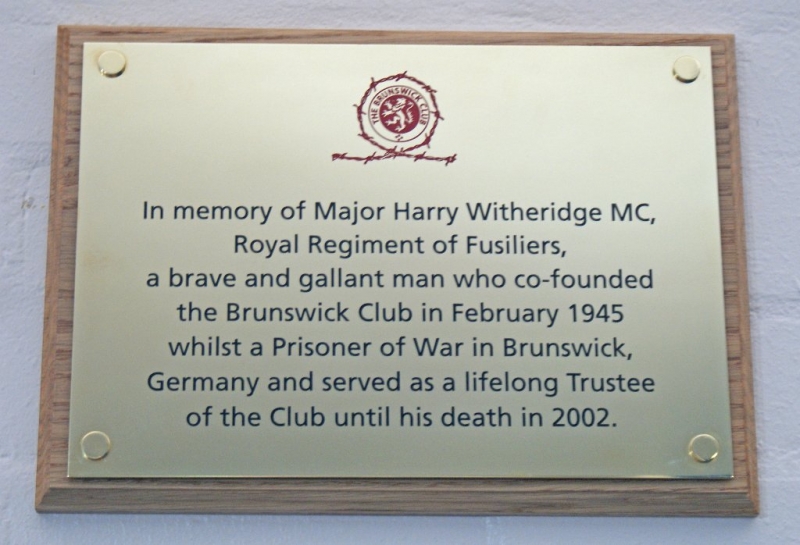 THE BRUNSWICK CLUB
In memory of Major Harry Witheridge MC,
Royal Regiment of Fusiliers,
a brave and gallant man who co-founded
the Brunswick Club in February 1945
whilst a Prisoner of War in Brunswick,
Germany and served as a lifelong Trustee
of the Club until his death in 2002.